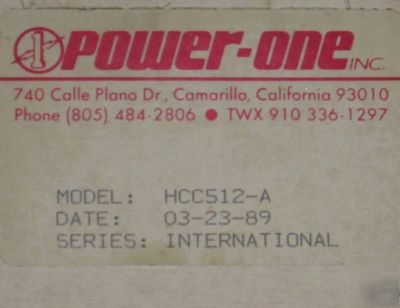 1 POWER-ONE INC.
740 Calle Plano Dr., Camarillo, California 93010
Phone (805) 484-2806 ● TWX 910 336-1297
MODEL: HCC512-A
DATE: 03-23-89
SERIES: INTERNATIONAL